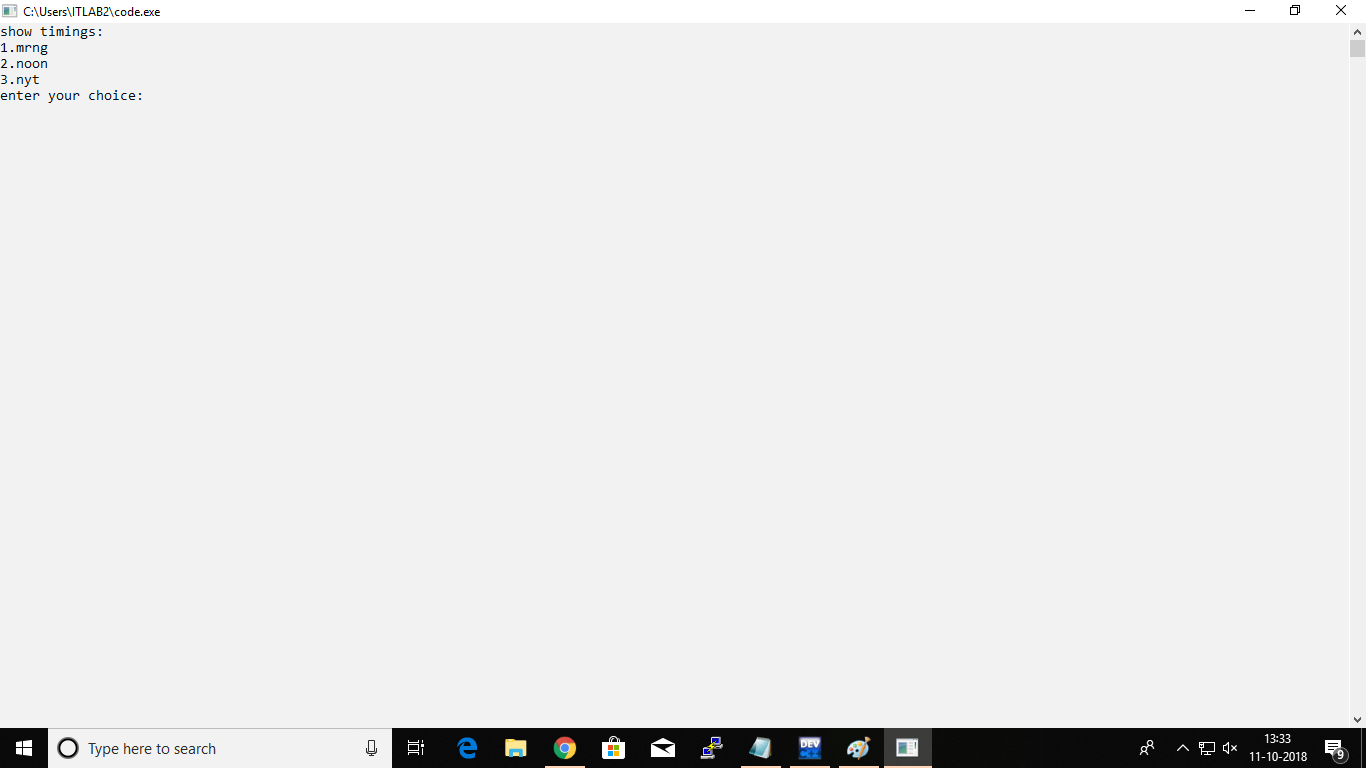 C:\Users\ITLAB2\code.exe
show timings:
1.mrng
2.noon
3.nyt
enter your choice:
Type here to search
DEV
13:33
11-10-2018
9